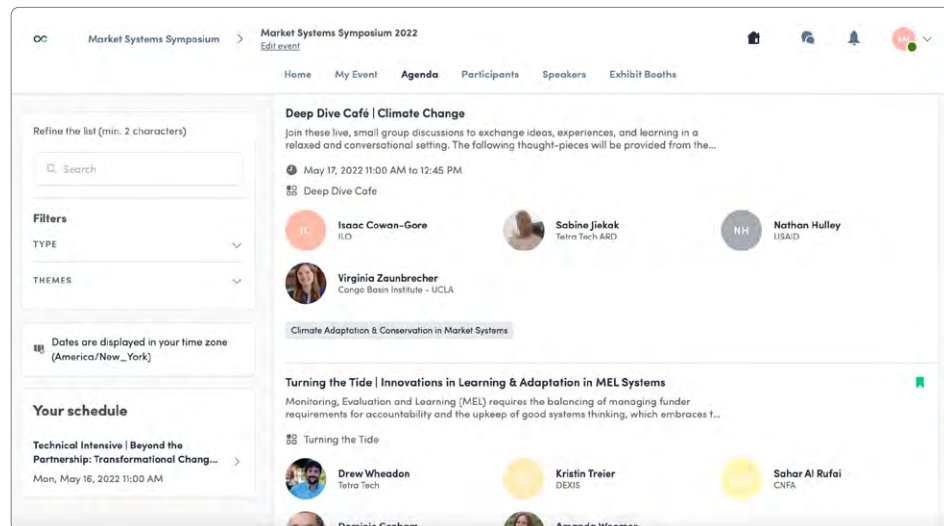 Market Systems Symposium
Market Systems Symposium 2022
Edit event
Home My Event Agenda Participants Speakers Exhibit Booths
Refine the list (min. 2 characters)
Search
Filters
TYPE
THEMES
Dates are displayed in your time zone
(America/New_York)
Your schedule
Technical Intensive | Beyond the
Partnership: Transformational Chang...
Mon, May 16, 2022 11:00 AM
Deep Dive Café | Climate Change
Join these live, small group discussions to exchange ideas, experiences, and learning in a
relaxed and conversational setting. The following thought-pieces will be provided from the...
May 17, 2022 11:00 AM to 12:45 PM
Deep Dive Cafe
IC
Isaac Cowan-Gore
ILO
Sabine Jiekak
Tetra Tech ARD
NH
Nathan Hulley
USAID
Virginia Zaunbrecher
Congo Basin Institute - UCLA
Climate Adaptation & Conservation in Market Systems
Turning the Tide | Innovations in Learning & Adaptation in MEL Systems
Monitoring, Evaluation and Learning (MEL) requires the balancing of managing funder
requirements for accountability and the upkeep of good systems thinking, which embraces t...
Turning the Tide
Drew Wheadon
Tetra Tech
Kristin Treier
DEXIS
Sahar Al Rufai
CNFA